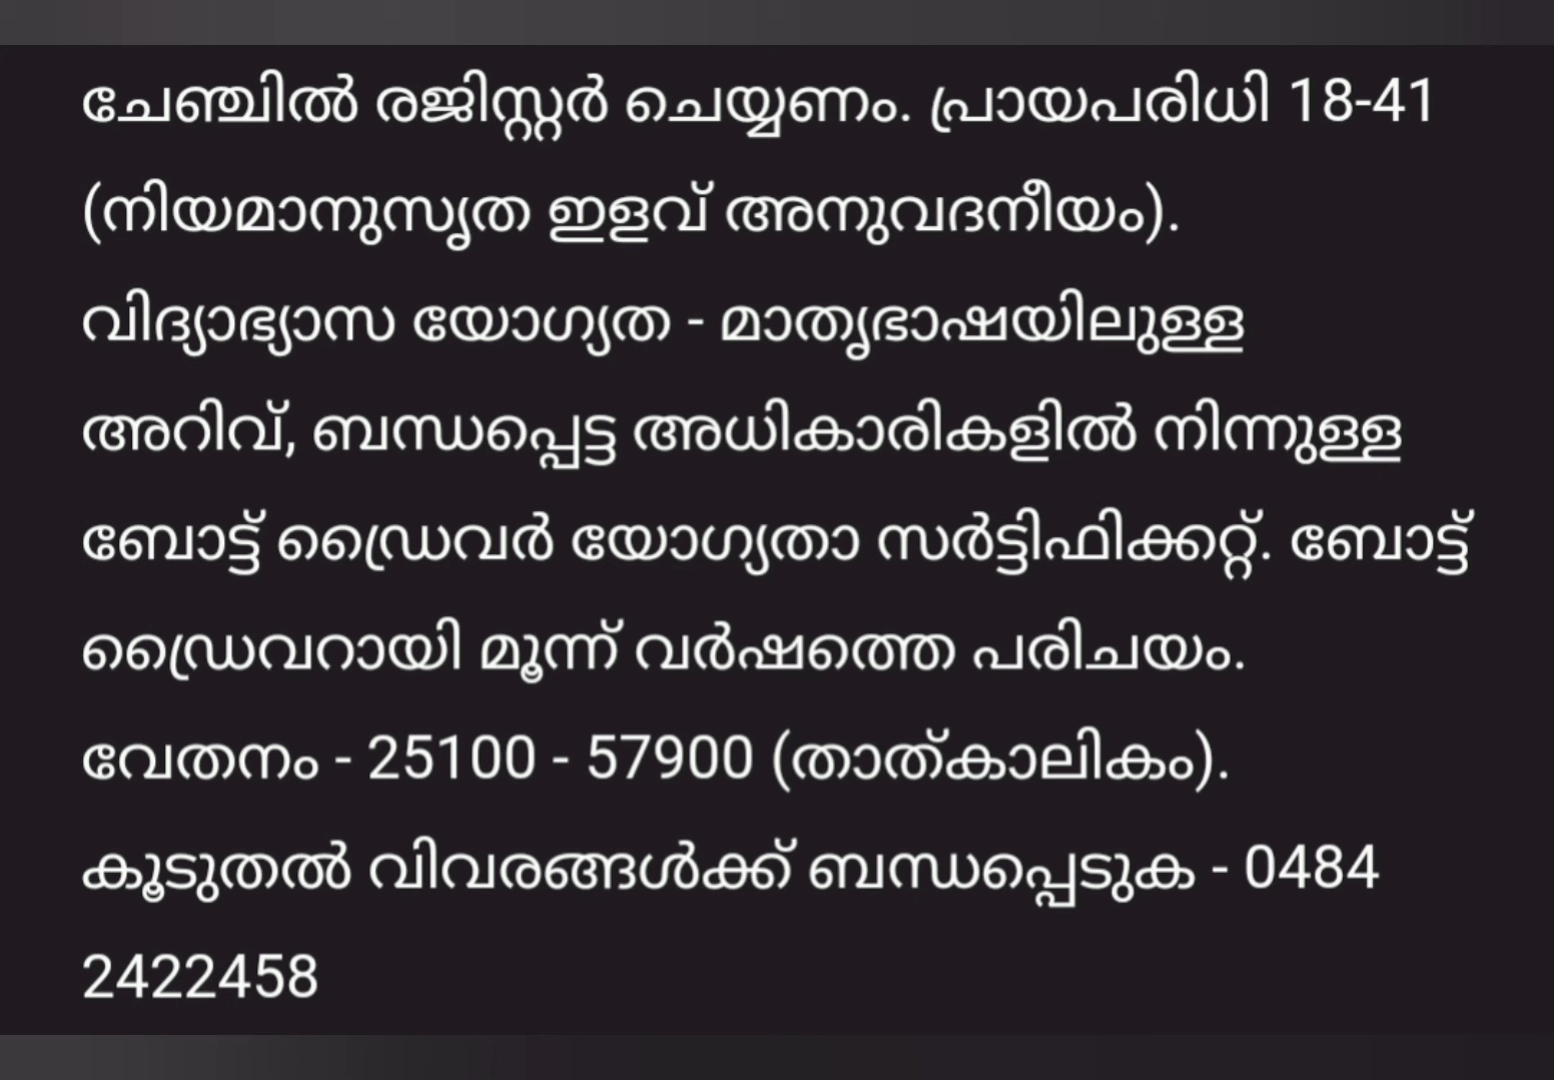 ചേഞ്ചിൽ രജിസ്റ്റർ ചെയ്യണം. പ്രായപരിധി 18-41
(നിയമാനുസൃത ഇളവ് അനുവദനീയം).
വിദ്യാഭ്യാസ യോഗ്യത - മാതൃഭാഷയിലുള്ള
അറിവ്, ബന്ധപ്പെട്ട അധികാരികളിൽ നിന്നുള്ള
ബോട്ട് ഡ്രൈവർ യോഗ്യതാ സർട്ടിഫിക്കറ്റ്. ബോട്ട്
ഡ്രൈവറായി മൂന്ന് വർഷത്തെ പരിചയം.
വേതനം - 25100 - 57900 (താത്കാലികം).
കൂടുതൽ വിവരങ്ങൾക്ക് ബന്ധപ്പെടുക - 0484
2422458